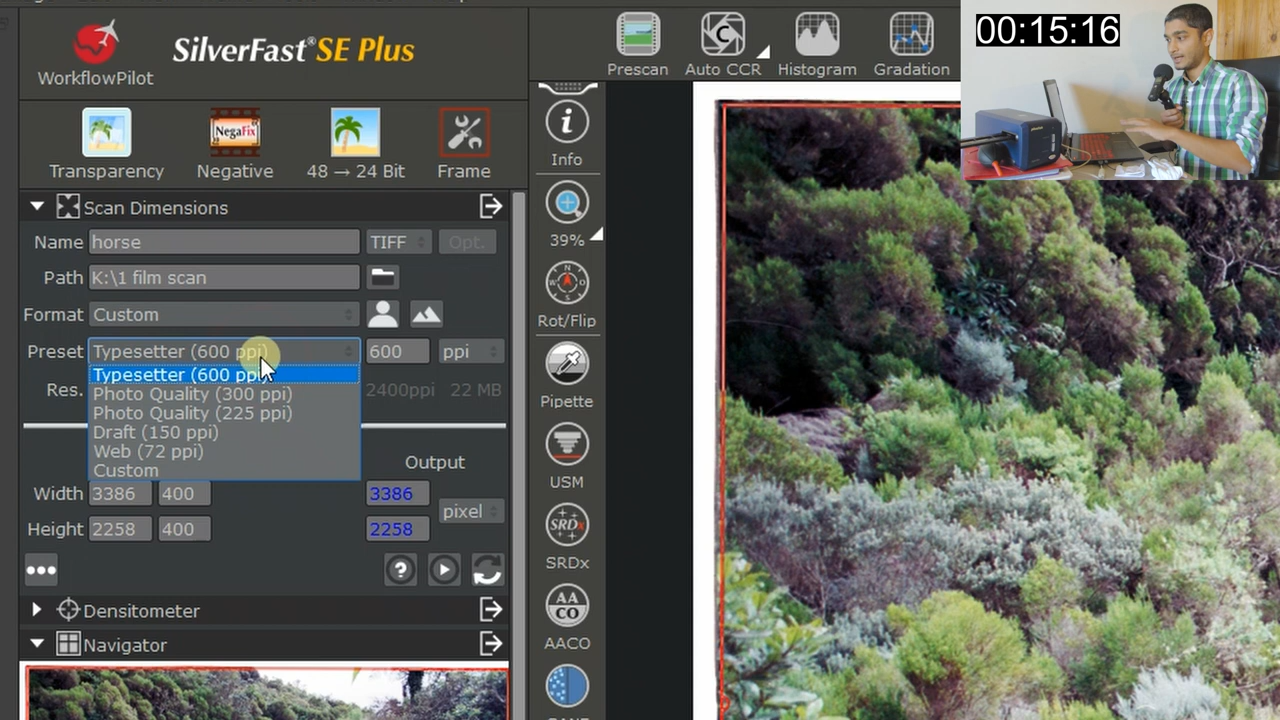 00:15:16
WorkflowPilot
SilverFast® SE Plus
Prescan
Auto CCR
Histogram
Gradation
Transparency
NegaFix
Negative
48 → 24 Bit
Frame
Scan Dimensions
Name horse TIFF Opt.
Path K:\1 film scan
Format Custom
Preset Typesetter (600 ppi) 600 ppi
Typesetter (600 ppi)
Res. 2400ppi 22 MB
Photo Quality (300 ppi)
Photo Quality (225 ppi)
Draft (150 ppi)
Web (72 ppi)
Custom
Output
Width 3386 400 3386
pixel
Height 2258 400 2258
Densitometer
Navigator
Info
39%
N
Rot/Flip
Pipette
USM
SRDx
SRDx
AA
CO
AACO